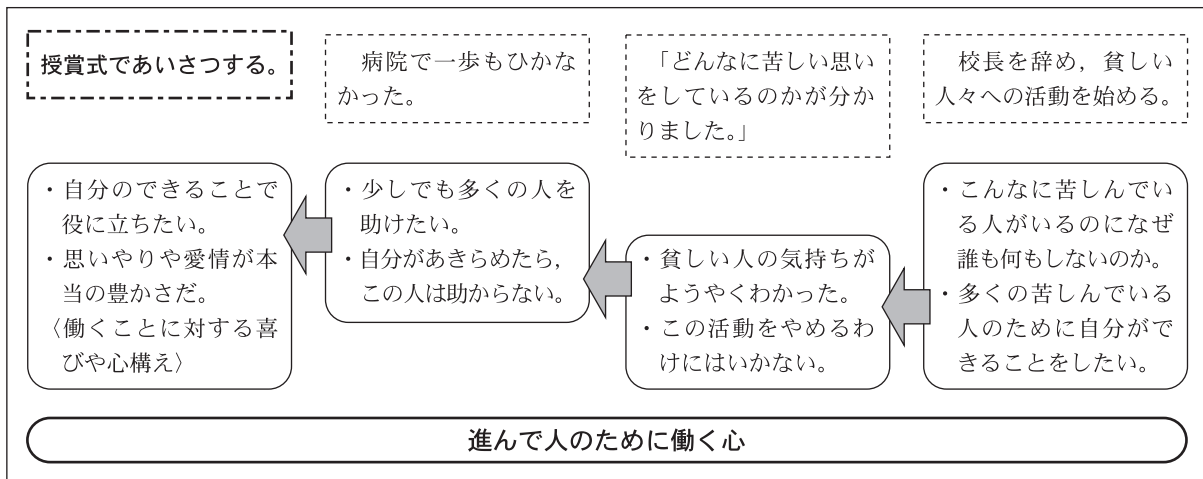 授賞式であいさつする。
病院で一歩もひかな
かった。
「どんなに苦しい思い
をしているのかが分か
りました。」
校長を辞め，貧しい
人々への活動を始める。
・自分のできることで
役に立ちたい。
・思いやりや愛情が本
当の豊かさだ。
〈働くことに対する喜
びや心構え〉
・少しでも多くの人を
助けたい。
・自分があきらめたら，
この人は助からない。
・貧しい人の気持ちが
ようやくわかった。
・この活動をやめるわ
けにはいかない。
・こんなに苦しんでい
る人がいるのになぜ
誰も何もしないのか。
・多くの苦しんでいる
人のために自分がで
きることをしたい。
進んで人のために働く心